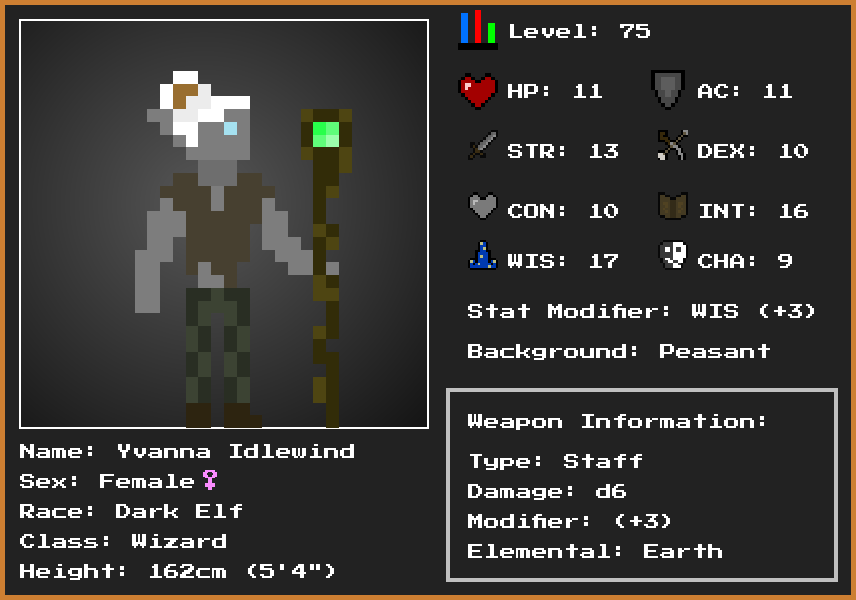 Level: 75
HP: 11 AC: 11
STR: 13 DEX: 10
CON: 10 INT: 16
WIS: 17 CHA: 9
Stat Modifier: WIS (+3)
Background: Peasant
Weapon Information:
Type: Staff
Damage: d6
Modifier: (+3)
Elemental: Earth
Name: Yvanna Idlewind
Sex: Female♀
Race: Dark Elf
Class: Wizard
Height: 162cm (5'4")